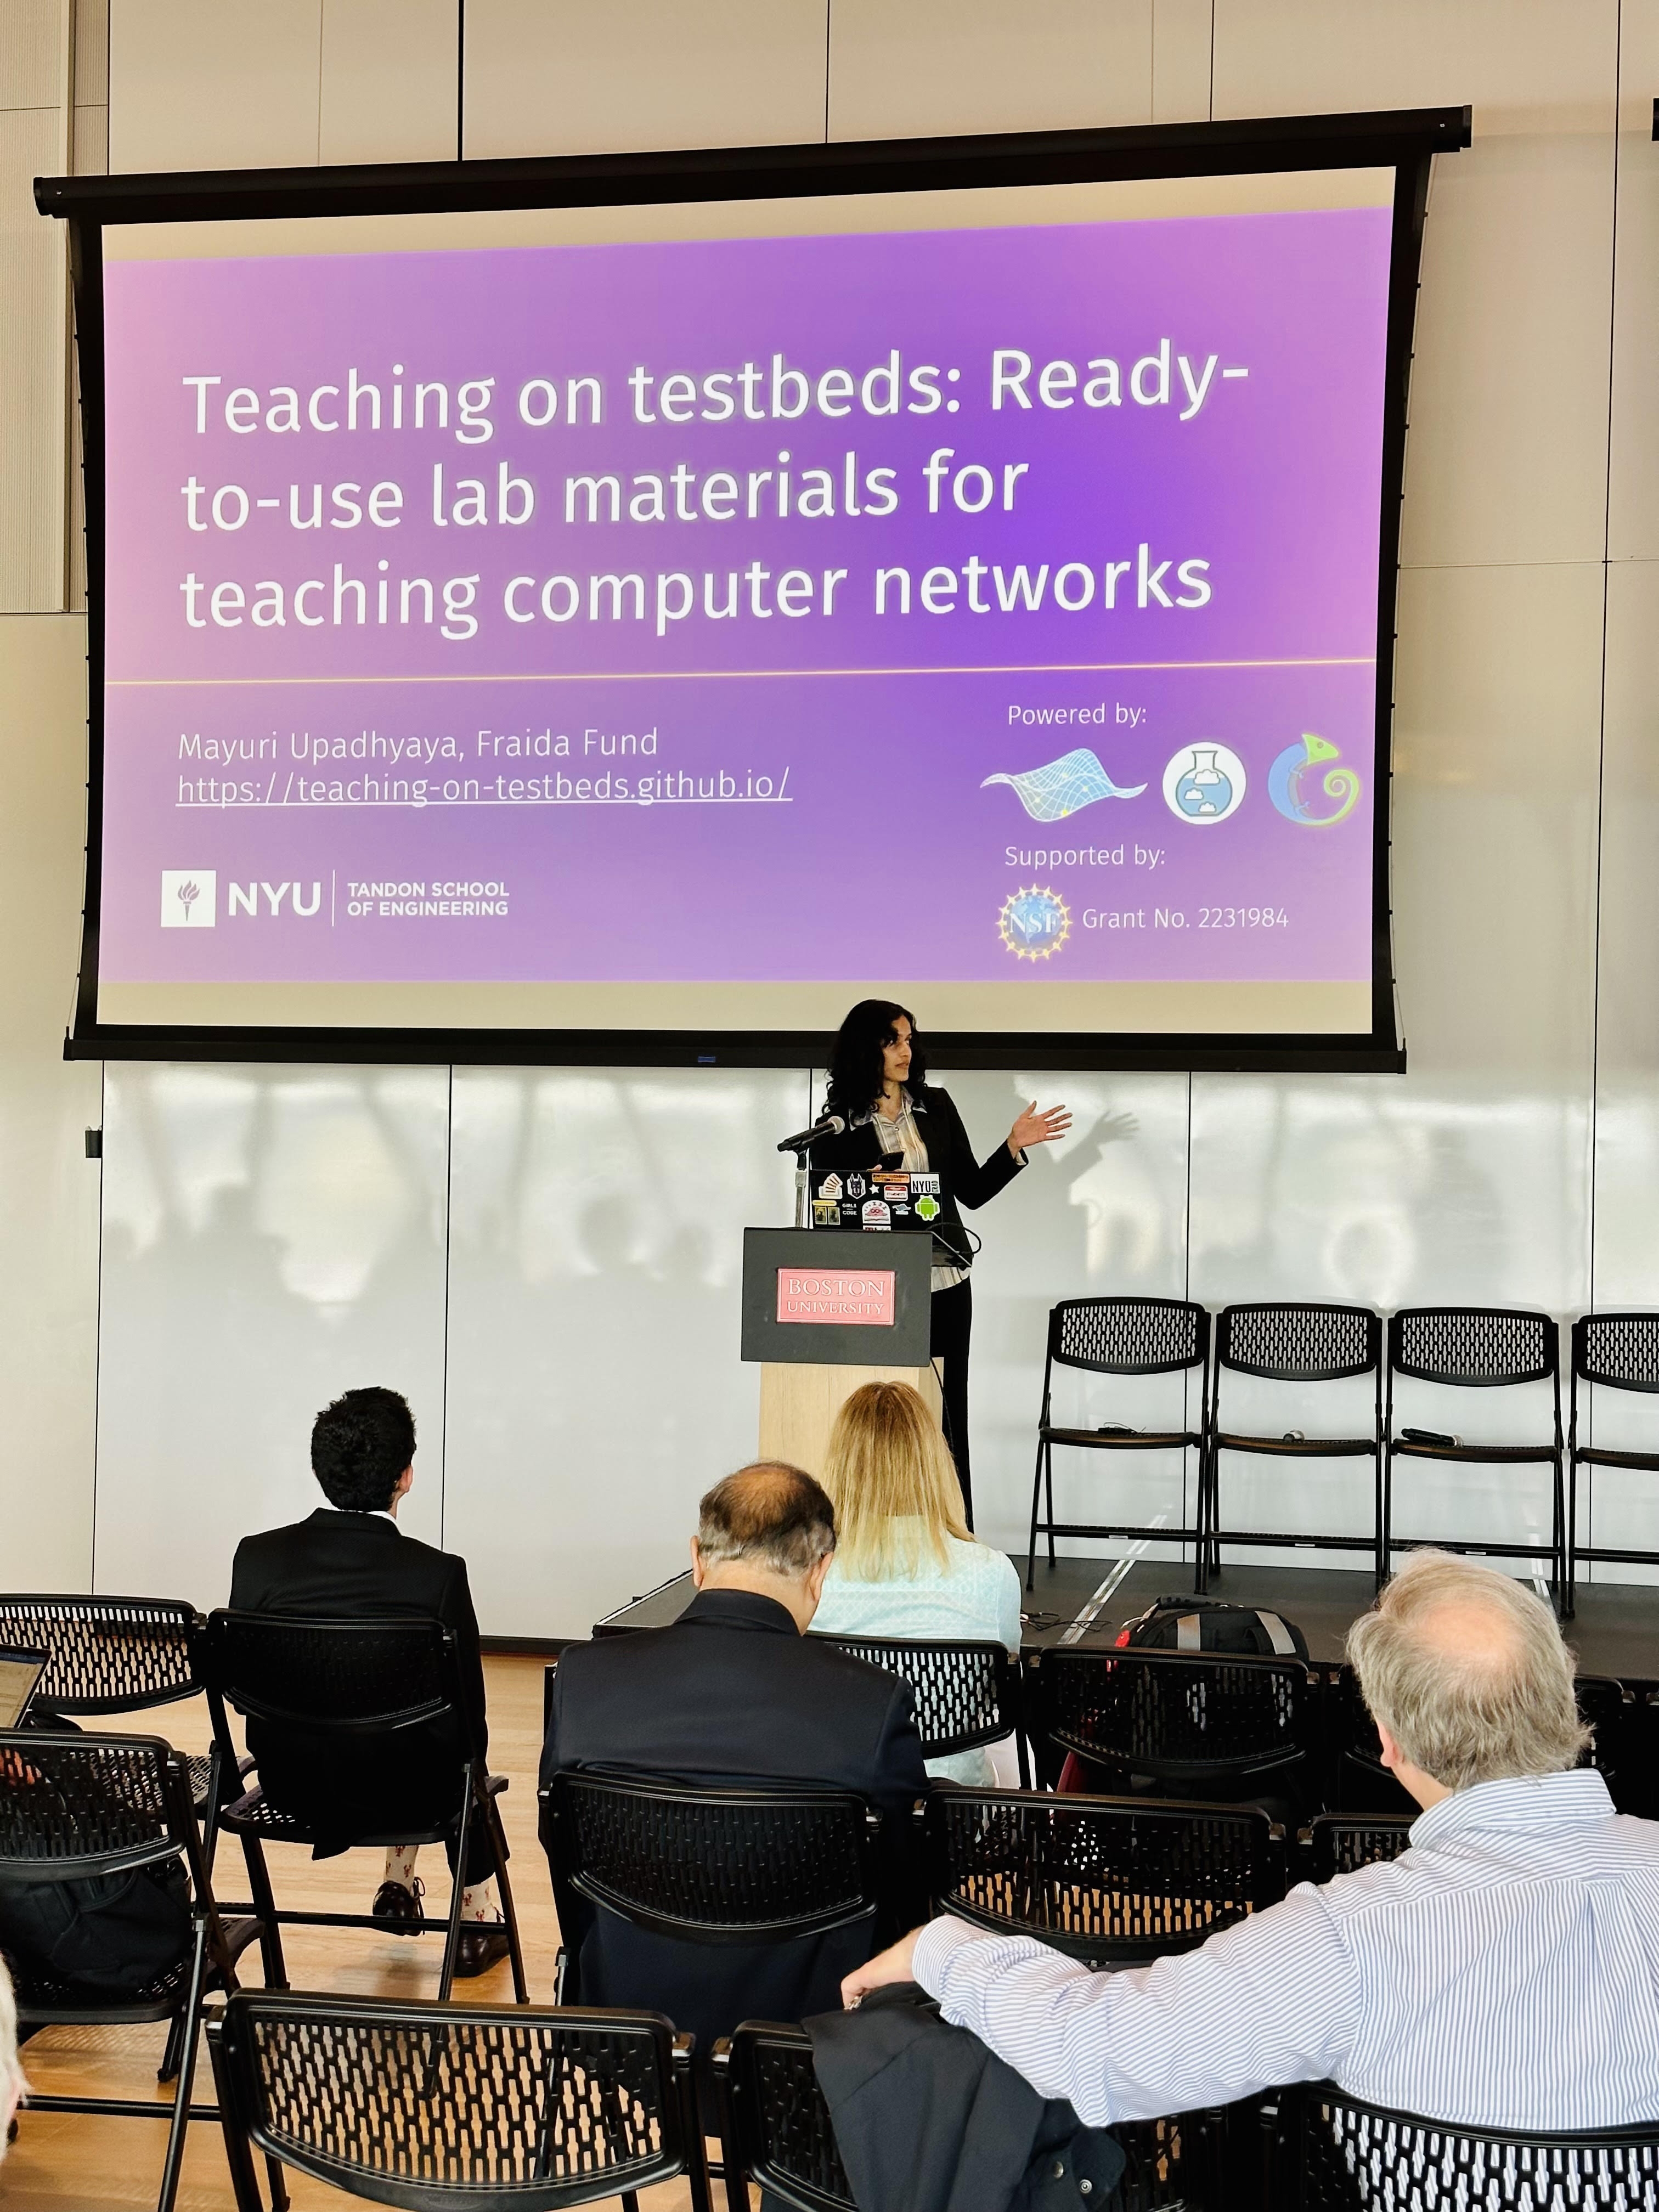 Teaching on testbeds: Ready-
to-use lab materials for
teaching computer networks
Mayuri Upadhyaya, Fraida Fund
https://teaching-on-testbeds.github.io/
Powered by:
Supported by:
NSF
Grant No. 2231984
NYU
TANDON SCHOOL
OF ENGINEERING
NYU
BOSTON
UNIVERSITY